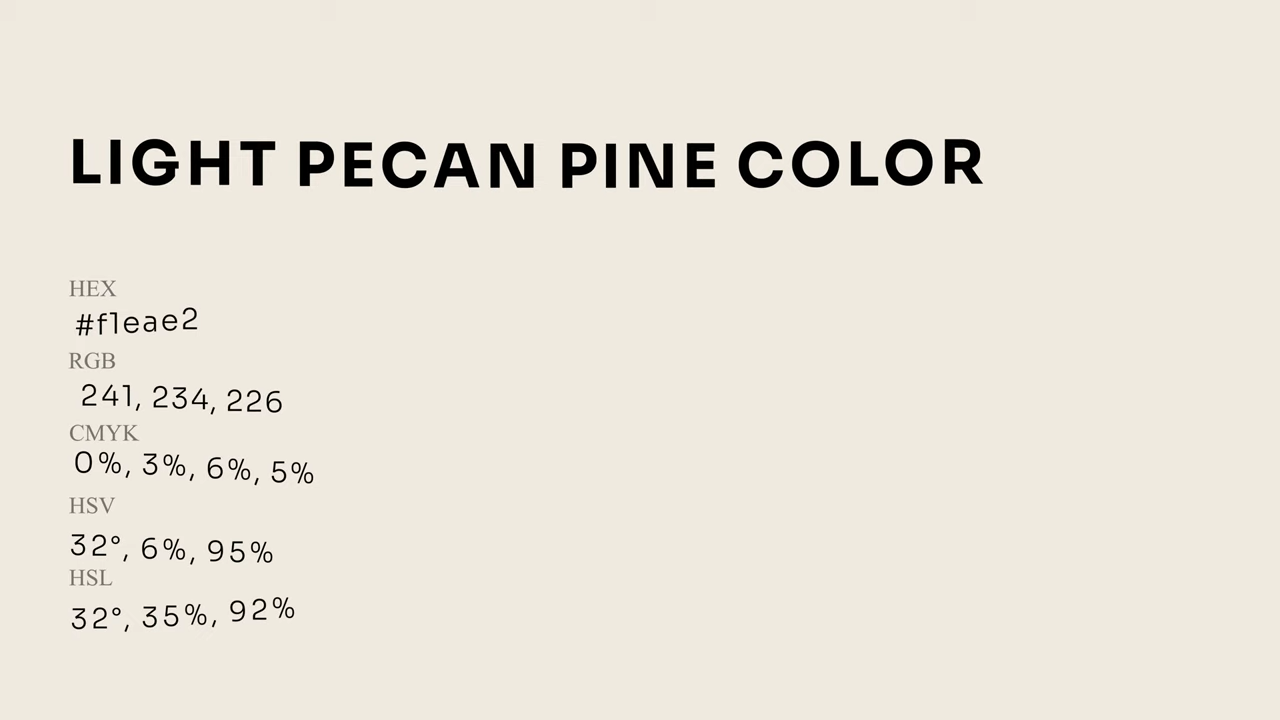 LIGHT PECAN PINE COLOR
HEX
#f1eae2
RGB
241, 234, 226
CMYK
0%, 3%, 6%, 5%
HSV
32°, 6%, 95%
HSL
32°, 35%, 92%